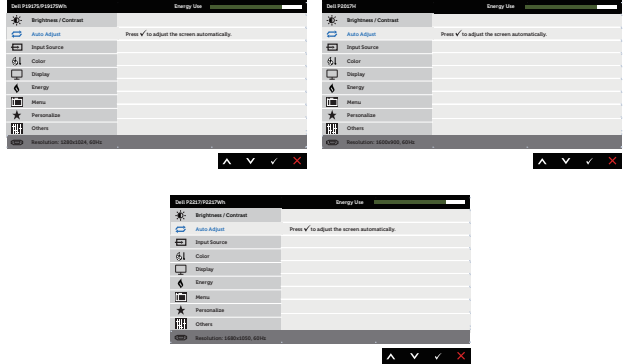 Dell P1917S/P1917SWh Energy Use
Brightness / Contrast
Auto Adjust Press ✓ to adjust the screen automatically.
Input Source
Color
Display
Energy
Menu
Personalize
Others
Resolution: 1280x1024, 60Hz
Dell P2017H Energy Use
Brightness / Contrast
Auto Adjust Press ✓ to adjust the screen automatically.
Input Source
Color
Display
Energy
Menu
Personalize
Others
Resolution: 1600x900, 60Hz
Dell P2217/P2217Wh Energy Use
Brightness / Contrast
Auto Adjust Press ✓ to adjust the screen automatically.
Input Source
Color
Display
Energy
Menu
Personalize
Others
Resolution: 1680x1050, 60Hz